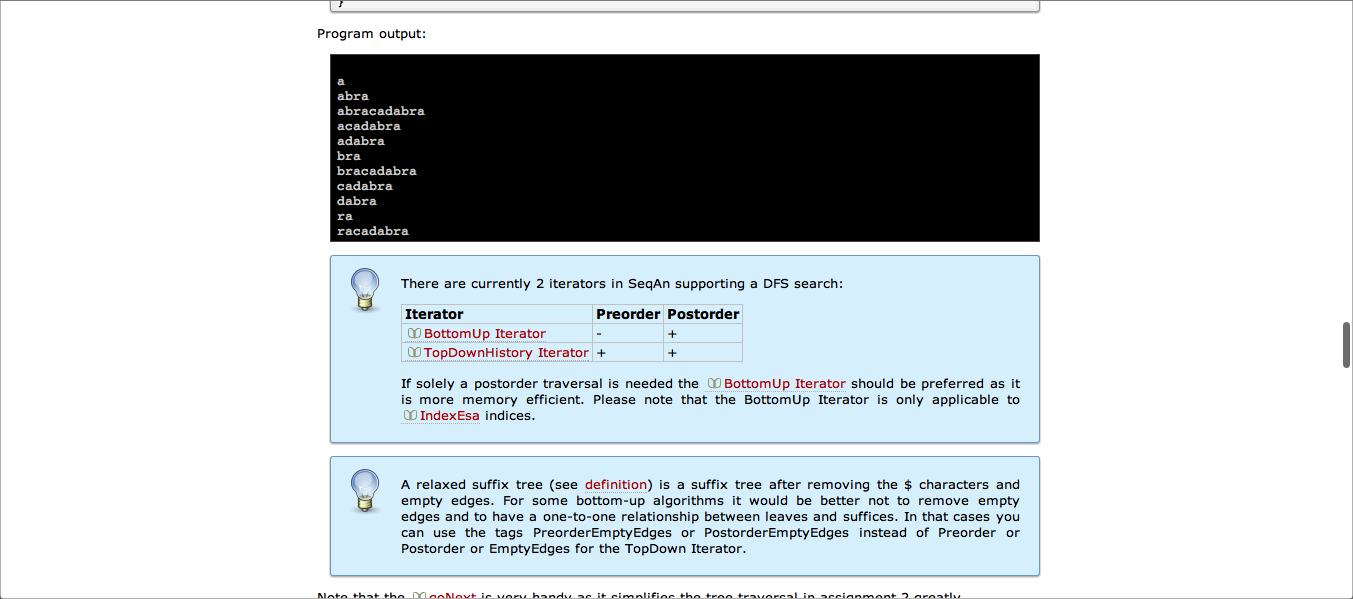 }
Program output:
a
abra
abracadabra
acadabra
adabra
bra
bracadabra
cadabra
dabra
ra
racadabra
There are currently 2 iterators in SeqAn supporting a DFS search:
Iterator Preorder Postorder
BottomUp Iterator - +
TopDownHistory Iterator + +
If solely a postorder traversal is needed the BottomUp Iterator should be preferred as it
is more memory efficient. Please note that the BottomUp Iterator is only applicable to
IndexEsa indices.
A relaxed suffix tree (see definition) is a suffix tree after removing the $ characters and
empty edges. For some bottom-up algorithms it would be better not to remove empty
edges and to have a one-to-one relationship between leaves and suffices. In that cases you
can use the tags PreorderEmptyEdges or PostorderEmptyEdges instead of Preorder or
Postorder or EmptyEdges for the TopDown Iterator.
Note that the goNext is very handy as it simplifies the tree traversal in assignment 2 greatly.